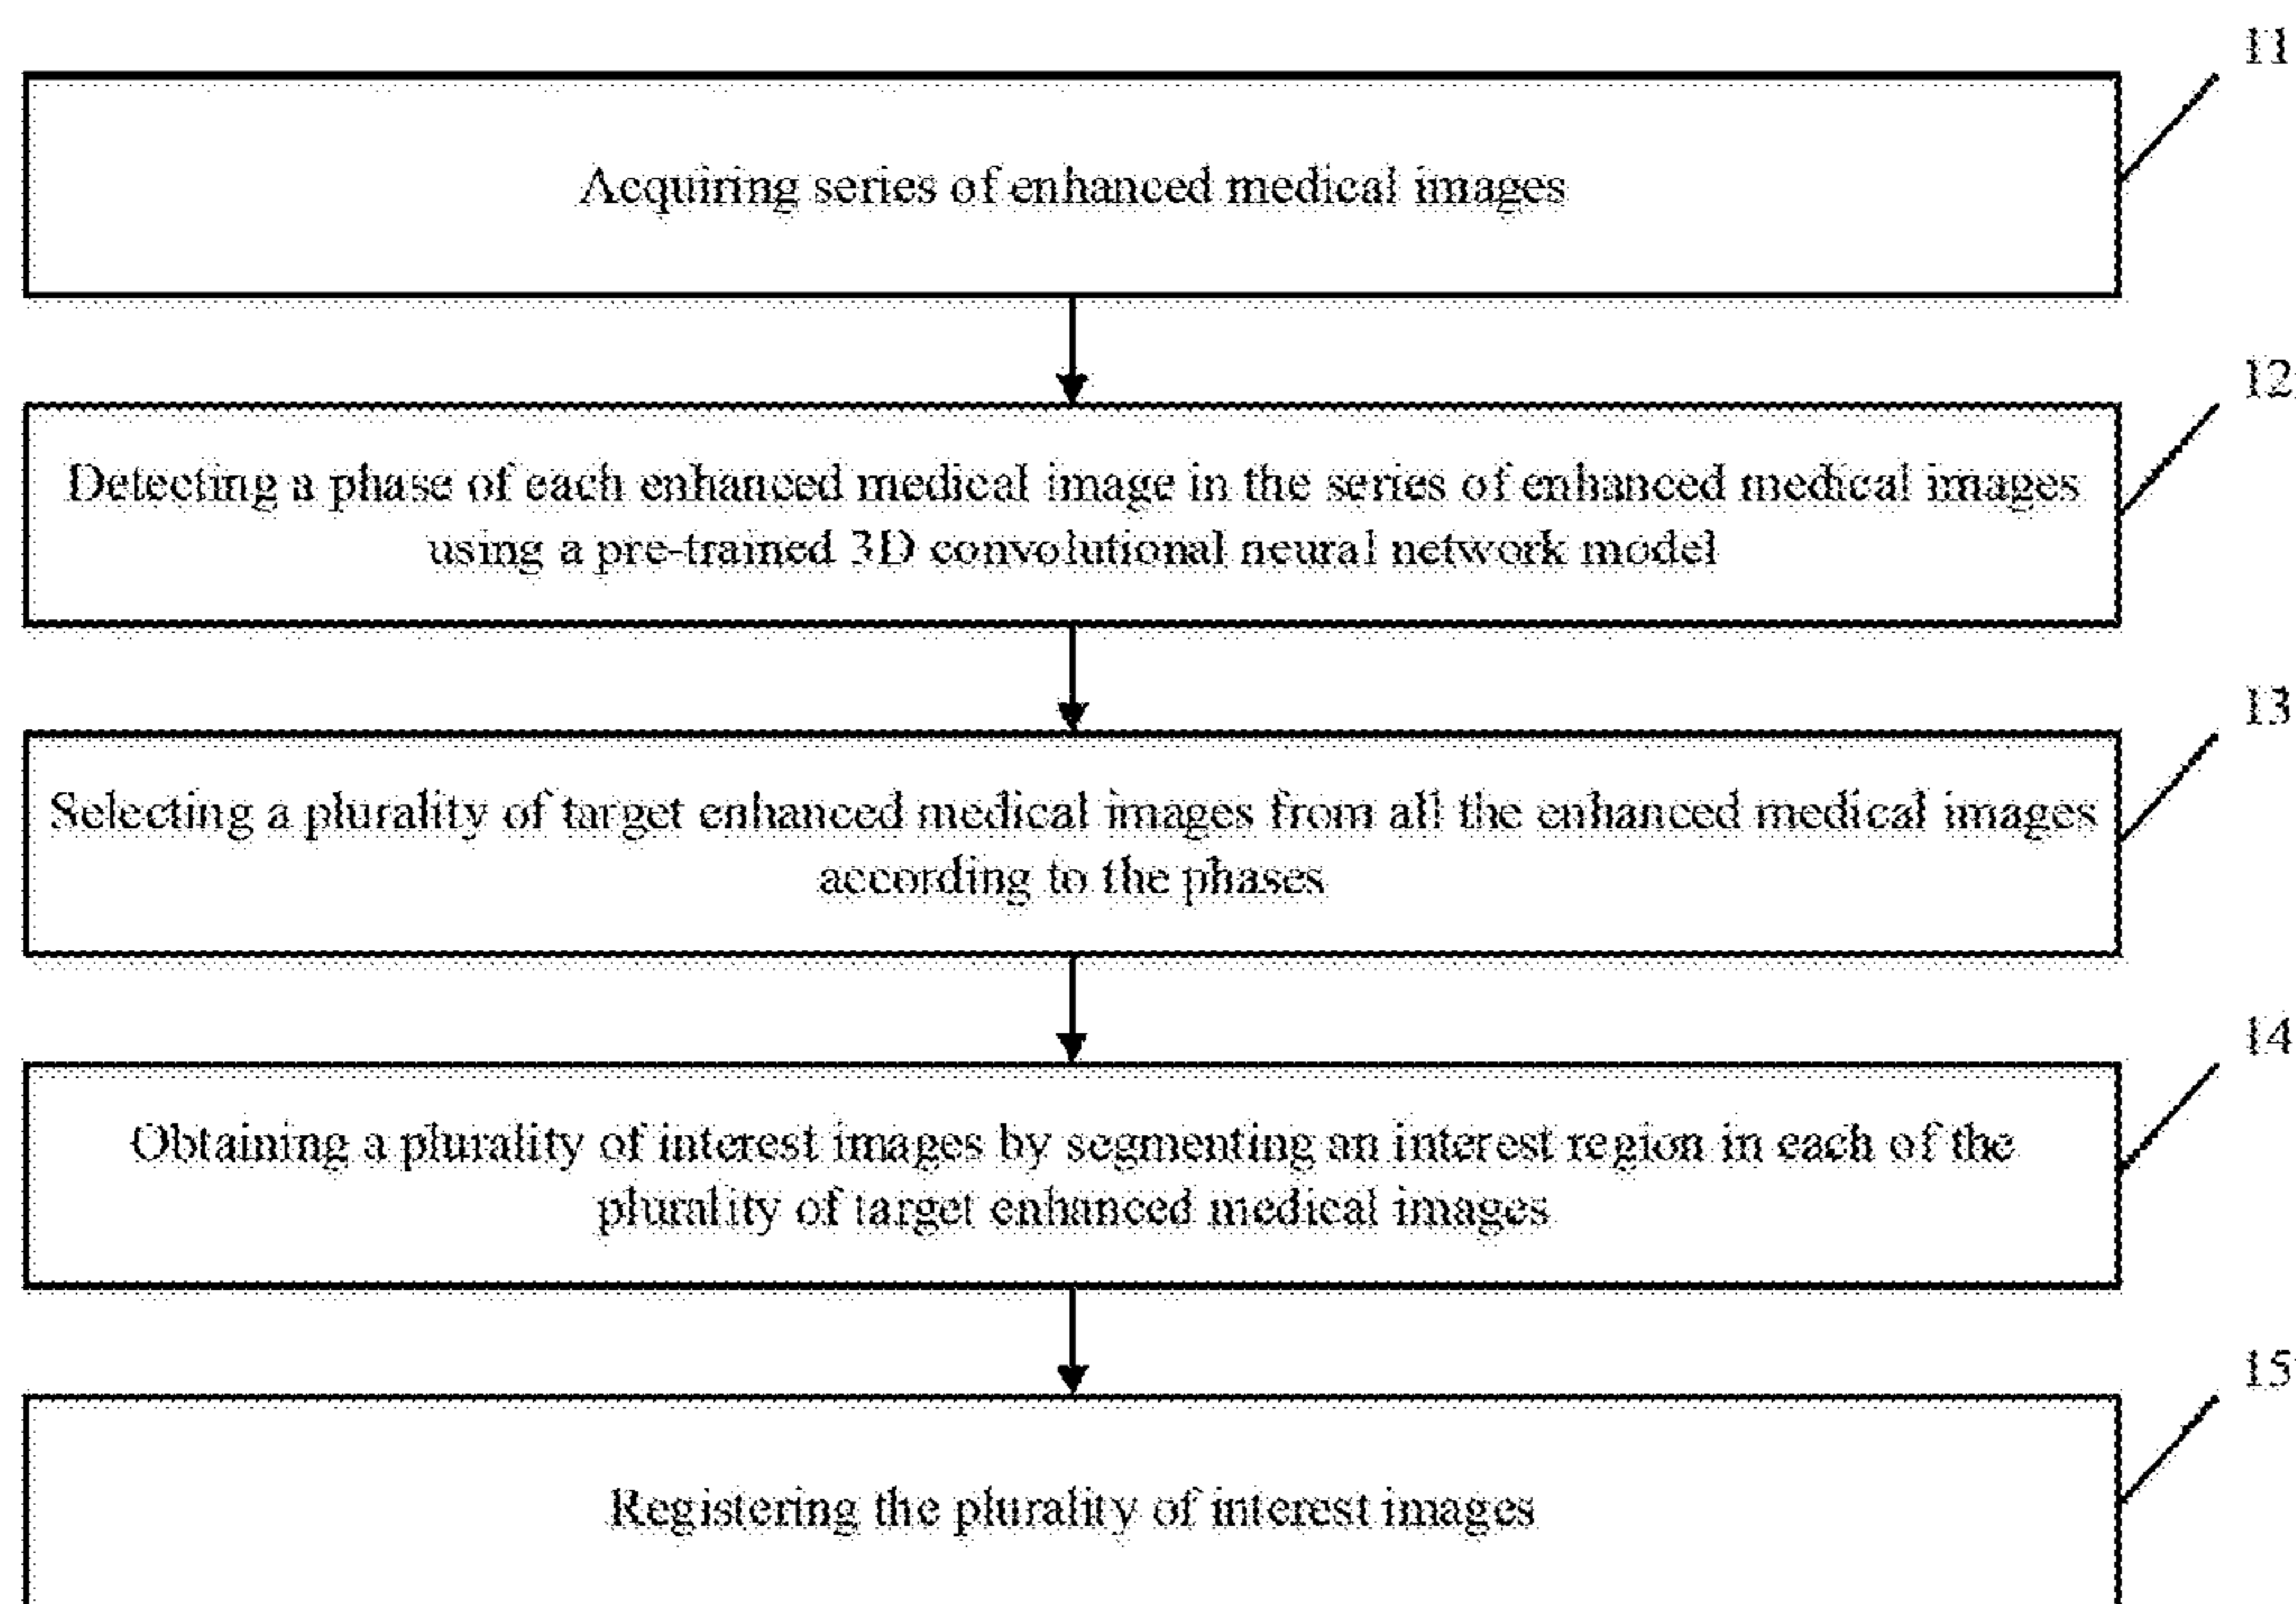 11
Acquiring series of enhanced medical images
12
Detecting a phase of each enhanced medical image in the series of enhanced medical images
using a pre-trained 3D convolutional neural network model
13
Selecting a plurality of target enhanced medical images from all the enhanced medical images
according to the phases
14
Obtaining a plurality of interest images by segmenting an interest region in each of the
plurality of target enhanced medical images
15
Registering the plurality of interest images